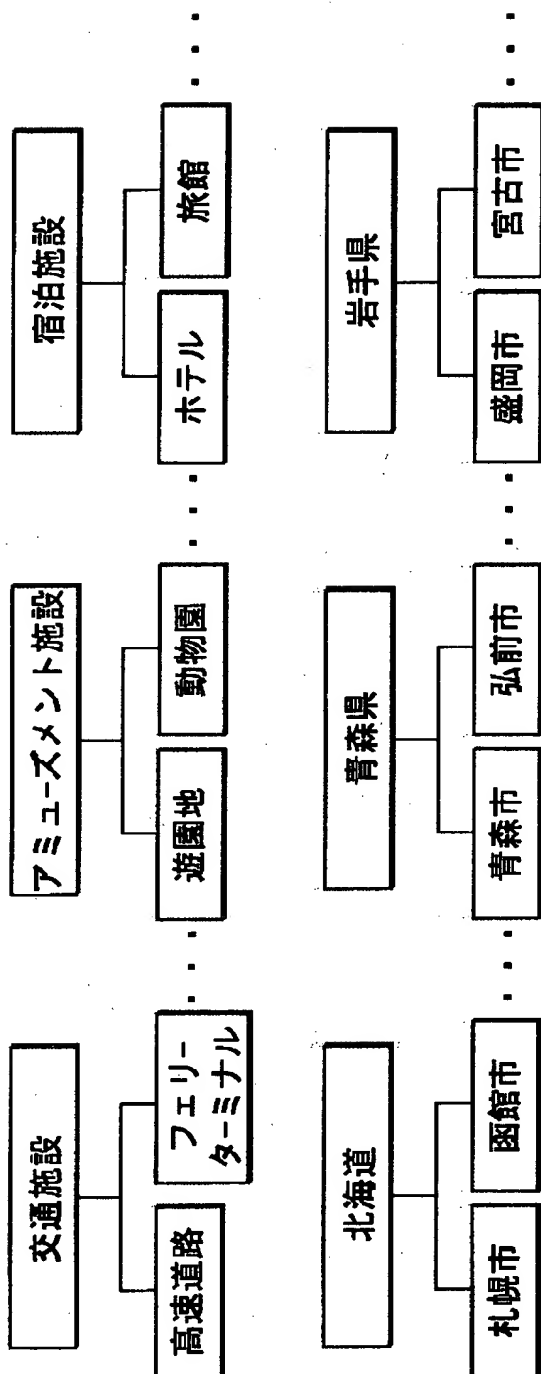 交通施設
高速道路
フェリー
ターミナル
・・・
アミューズメント施設
遊園地
動物園
・・・
宿泊施設
ホテル
旅館
・・・
北海道
札幌市
函館市
・・・
青森県
青森市
弘前市
・・・
岩手県
盛岡市
宮古市
・・・